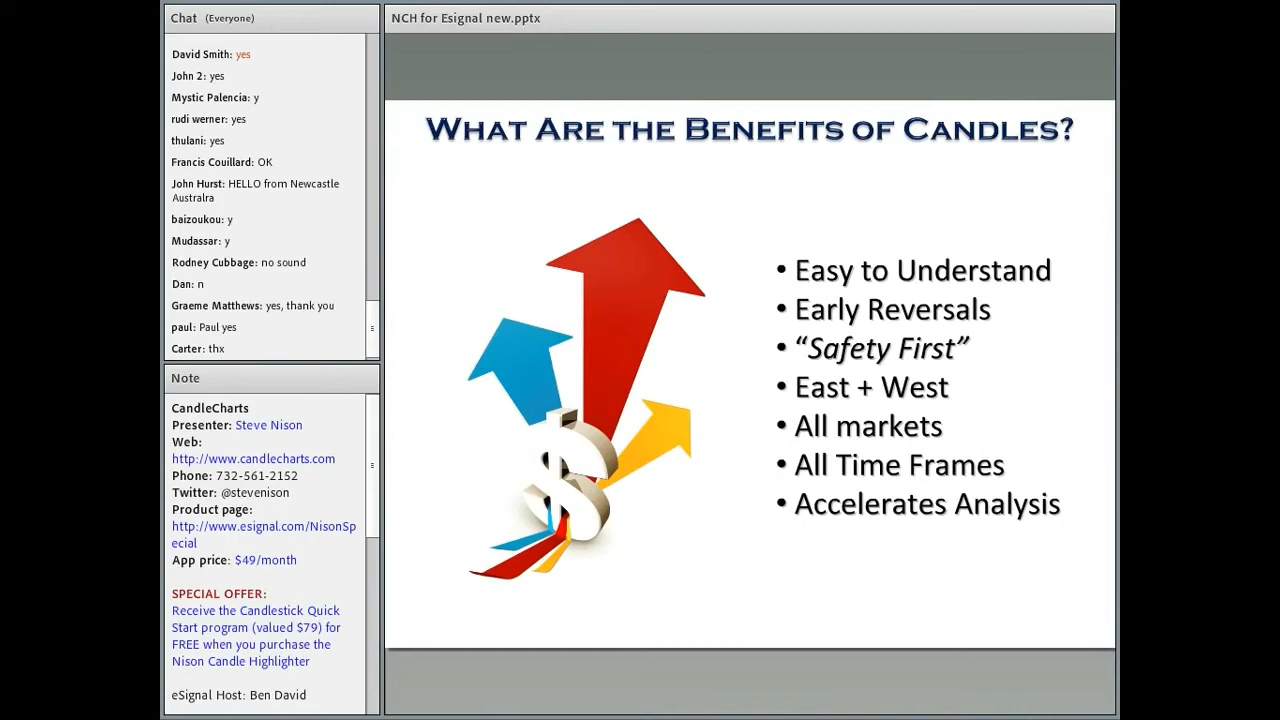 Chat (Everyone)
David Smith: yes
John 2: yes
Mystic Palencia: y
rudi werner: yes
thulani: yes
Francis Couillard: OK
John Hurst: HELLO from Newcastle
Australra
baizoukou: y
Mudassar: y
Rodney Cubbage: no sound
Dan: n
Graeme Matthews: yes, thank you
paul: Paul yes
Carter: thx
Note
CandleCharts
Presenter: Steve Nison
Web:
http://www.candlecharts.com
Phone: 732-561-2152
Twitter: @stevenison
Product page:
http://www.esignal.com/NisonSp
ecial
App price: $49/month
SPECIAL OFFER:
Receive the Candlestick Quick
Start program (valued $79) for
FREE when you purchase the
Nison Candle Highlighter
eSignal Host: Ben David
NCH for Esignal new.pptx
WHAT ARE THE BENEFITS OF CANDLES?
$
• Easy to Understand
• Early Reversals
• “Safety First”
• East + West
• All markets
• All Time Frames
• Accelerates Analysis